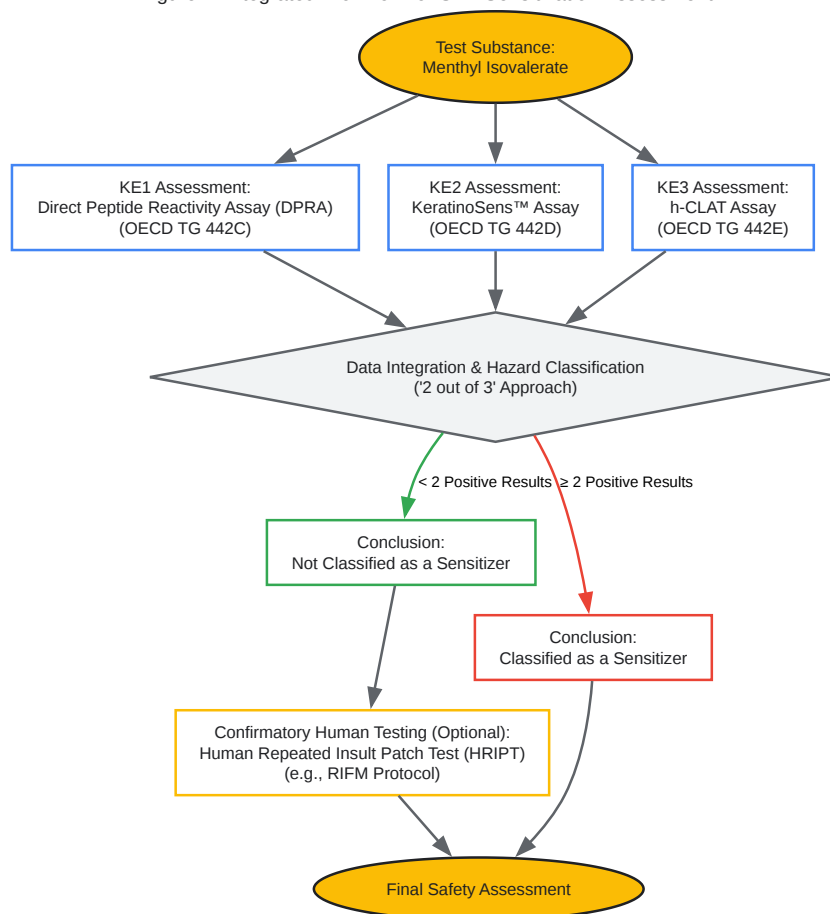 Test Substance:
Menthyl Isovalerate
KE1 Assessment:
Direct Peptide Reactivity Assay (DPRA)
(OECD TG 442C)
KE2 Assessment:
KeratinoSens™ Assay
(OECD TG 442D)
KE3 Assessment:
h-CLAT Assay
(OECD TG 442E)
Data Integration & Hazard Classification
('2 out of 3' Approach)
< 2 Positive Results
≥ 2 Positive Results
Conclusion:
Not Classified as a Sensitizer
Conclusion:
Classified as a Sensitizer
Confirmatory Human Testing (Optional):
Human Repeated Insult Patch Test (HRIPT)
(e.g., RIFM Protocol)
Final Safety Assessment